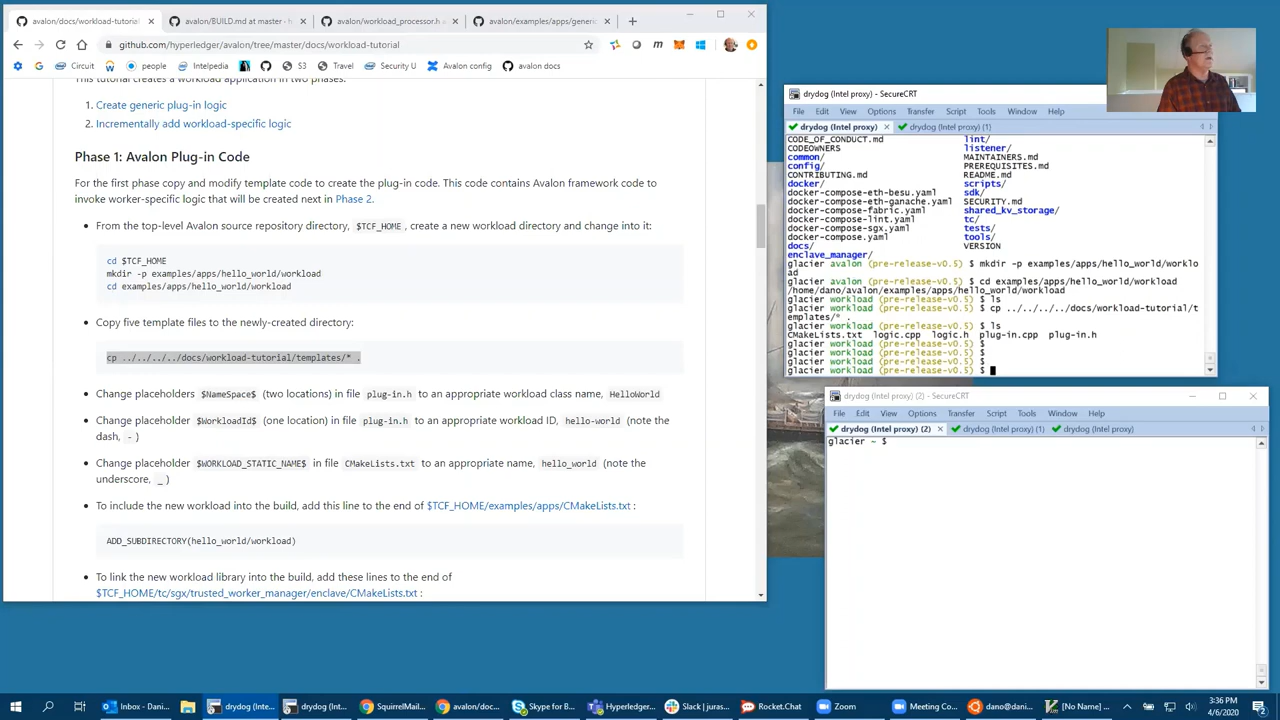 docs/workload-tutorial
avalon/BUILD.md at master · h
avalon/workload_processor.h a
avalon/examples/apps/generic
github.com/hyperledger/avalon/tree/master/docs/workload-tutorial
Circuit
people
Intelpedia
S3
Travel
Security U
Avalon config
avalon docs
This tutorial creates a workload application in two phases.
1. Create generic plug-in logic
2. Incrementally add workload-specific logic
Phase 1: Avalon Plug-in Code
For the first phase copy and modify template code to create the plug-in code. This code contains Avalon framework code to
invoke worker-specific logic that will be created next in Phase 2.
From the top-level Avalon source repository directory, $TCF_HOME , create a new workload directory and change into it:
cd $TCF_HOME
mkdir -p examples/apps/hello_world/workload
cd examples/apps/hello_world/workload
Copy five template files to the newly-created directory:
cp ../../../../docs/workload-tutorial/templates/* .
Change placeholders $NameSpace$ (two locations) in file plug-in.h to an appropriate workload class name, HelloWorld
Change placeholder $WorkloadId$ (one location) in file plug-in.h to an appropriate workload ID, hello-world (note the
dash, - )
Change placeholder $WORKLOAD_STATIC_NAME$ in file CMakeLists.txt to an appropriate name, hello_world (note the
underscore, _ )
To include the new workload into the build, add this line to the end of $TCF_HOME/examples/apps/CMakeLists.txt :
ADD_SUBDIRECTORY(hello_world/workload)
To link the new workload library into the build, add these lines to the end of
$TCF_HOME/tc/sgx/trusted_worker_manager/enclave/CMakeLists.txt :
drydog (Intel proxy) - SecureCRT
File Edit View Options Transfer Script Tools Window Help
drydog (Intel proxy)
drydog (Intel proxy) (1)
CODE_OF_CONDUCT.md lint/
CODEOWNERS listener/
common/ MAINTAINERS.md
config/ PREREQUISITES.md
CONTRIBUTING.md README.md
docker/ scripts/
docker-compose-eth-besu.yaml sdk/
docker-compose-eth-ganache.yaml SECURITY.md
docker-compose-fabric.yaml shared_kv_storage/
docker-compose-lint.yaml tc/
docker-compose-sgx.yaml tests/
docker-compose.yaml tools/
docs/ VERSION
enclave_manager/
glacier avalon (pre-release-v0.5) $ mkdir -p examples/apps/hello_world/worklo
ad
glacier avalon (pre-release-v0.5) $ cd examples/apps/hello_world/workload
/home/dano/avalon/examples/apps/hello_world/workload
glacier workload (pre-release-v0.5) $ ls
glacier workload (pre-release-v0.5) $ cp ../../../../docs/workload-tutorial/t
emplates/* .
glacier workload (pre-release-v0.5) $ ls
CMakeLists.txt logic.cpp logic.h plug-in.cpp plug-in.h
glacier workload (pre-release-v0.5) $
glacier workload (pre-release-v0.5) $
glacier workload (pre-release-v0.5) $
glacier workload (pre-release-v0.5) $
drydog (Intel proxy) (2) - SecureCRT
File Edit View Options Transfer Script Tools Window Help
drydog (Intel proxy) (2)
drydog (Intel proxy) (1)
drydog (Intel proxy)
glacier ~ $
Inbox - Dani...
drydog (Inte...
drydog (Inte...
SquirrelMail...
avalon/docs...
Skype for B...
Hyperledger...
Slack | juras...
Rocket.Chat
Zoom
Meeting Co...
dano@dani...
[No Name] ...
3:36 PM
4/6/2020